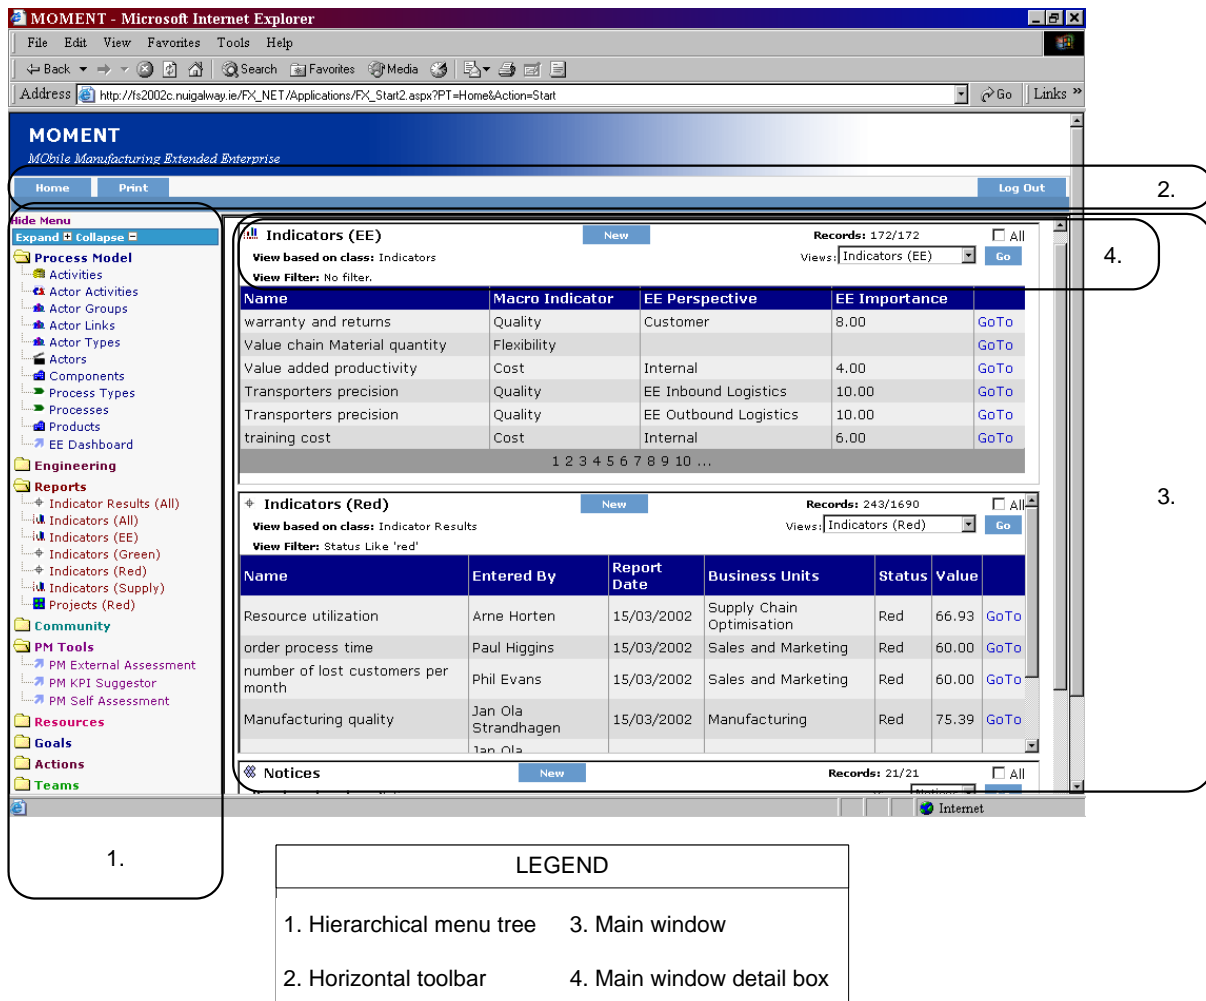 MOMENT - Microsoft Internet Explorer
File Edit View Favorites Tools Help
Back Search Favorites Media
Address http://fs2002c.nuigalway.ie/FX_NET/Applications/FX_Start2.aspx?PT=Home&Action=Start Go Links »
MOMENT
MObile Manufacturing Extended Enterprise
Home Print Log Out
2.
Hide Menu
Expand Collapse
Process Model
Activities
Actor Activities
Actor Groups
Actor Links
Actor Types
Actors
Components
Process Types
Processes
Products
EE Dashboard
Engineering
Reports
Indicator Results (All)
Indicators (All)
Indicators (EE)
Indicators (Green)
Indicators (Red)
Indicators (Supply)
Projects (Red)
Community
PM Tools
PM External Assessment
PM KPI Suggestor
PM Self Assessment
Resources
Goals
Actions
Teams
1.
Indicators (EE) New Records: 172/172 All
View based on class: Indicators Views: Indicators (EE) Go
View Filter: No filter.
4.
Name Macro Indicator EE Perspective EE Importance
warranty and returns Quality Customer 8.00 GoTo
Value chain Material quantity Flexibility GoTo
Value added productivity Cost Internal 4.00 GoTo
Transporters precision Quality EE Inbound Logistics 10.00 GoTo
Transporters precision Quality EE Outbound Logistics 10.00 GoTo
training cost Cost Internal 6.00 GoTo
1 2 3 4 5 6 7 8 9 10 ...
3.
Indicators (Red) New Records: 243/1690 All
View based on class: Indicator Results Views: Indicators (Red) Go
View Filter: Status Like 'red'
Name Entered By Report Date Business Units Status Value
Resource utilization Arne Horten 15/03/2002 Supply Chain Optimisation Red 66.93 GoTo
order process time Paul Higgins 15/03/2002 Sales and Marketing Red 60.00 GoTo
number of lost customers per month Phil Evans 15/03/2002 Sales and Marketing Red 60.00 GoTo
Manufacturing quality Jan Ola Strandhagen 15/03/2002 Manufacturing Red 75.39 GoTo
Jan Ola
Notices New Records: 21/21 All
Internet
LEGEND
1. Hierarchical menu tree 3. Main window
2. Horizontal toolbar 4. Main window detail box